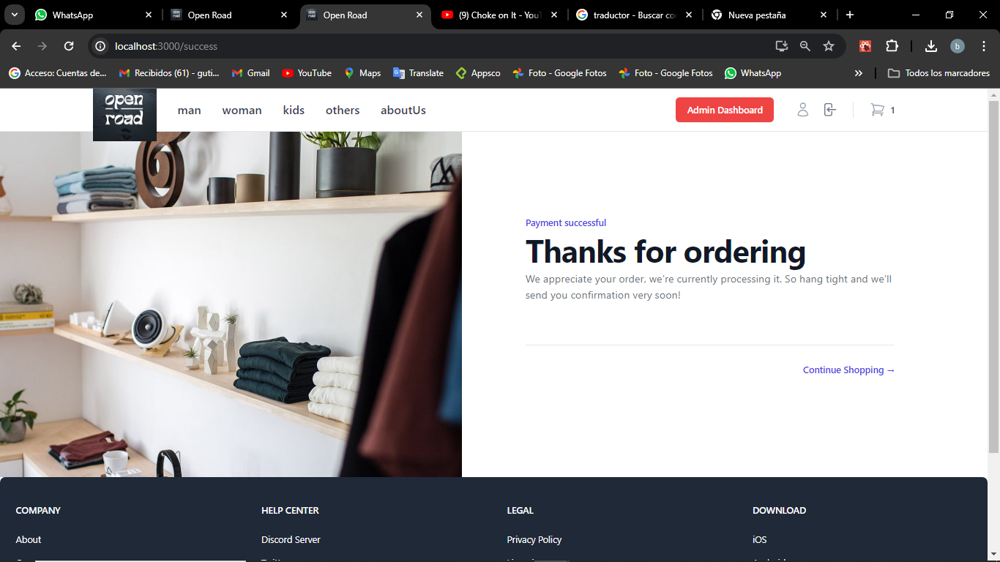 WhatsApp
Open Road
Open Road
(9) Choke on It - YouT
traductor - Buscar co
Nueva pestaña
localhost:3000/success
b
Acceso: Cuentas de...
Recibidos (61) - guti...
Gmail
YouTube
Maps
Translate
Appsco
Foto - Google Fotos
Foto - Google Fotos
WhatsApp
Todos los marcadores
open
road
man
woman
kids
others
aboutUs
Admin Dashboard
1
Payment successful
Thanks for ordering
We appreciate your order, we’re currently processing it. So hang tight and we’ll
send you confirmation very soon!
Continue Shopping →
COMPANY
HELP CENTER
LEGAL
DOWNLOAD
About
Discord Server
Privacy Policy
iOS